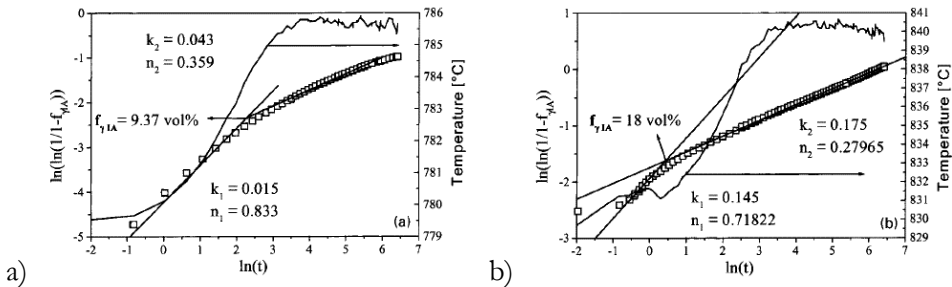 ln(ln(1/1-fγIA))
0
-1
-2
-3
-4
-5
-2
-1
0
1
2
3
4
5
6
7
ln(t)
786
785
784
783
782
781
780
779
Temperature [°C]
k2 = 0.043
n2 = 0.359
fγ IA = 9.37 vol%
k1 = 0.015
n1 = 0.833
(a)
a)
ln(ln(1/1-fγIA))
1
0
-1
-2
-3
-2
-1
0
1
2
3
4
5
6
7
ln(t)
841
840
839
838
837
836
835
834
833
832
831
830
829
Temperature [°C]
fγ IA = 18 vol%
k2 = 0.175
n2 = 0.27965
k1 = 0.145
n1 = 0.71822
(b)
b)